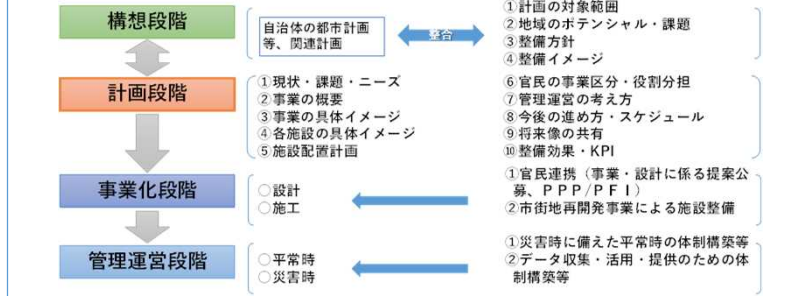 構想段階
自治体の都市計画
等、関連計画
整合
①計画の対象範囲
②地域のポテンシャル・課題
③整備方針
④整備イメージ
計画段階
①現状・課題・ニーズ
②事業の概要
③事業の具体イメージ
④各施設の具体イメージ
⑤施設配置計画
⑥官民の事業区分・役割分担
⑦管理運営の考え方
⑧今後の進め方・スケジュール
⑨将来像の共有
⑩整備効果・KPI
事業化段階
○設計
○施工
①官民連携（事業・設計に係る提案公
募、ＰＰＰ/ＰＦＩ）
②市街地再開発事業による施設整備
管理運営段階
○平常時
○災害時
①災害時に備えた平常時の体制構築等
②データ収集・活用・提供のための体
制構築等